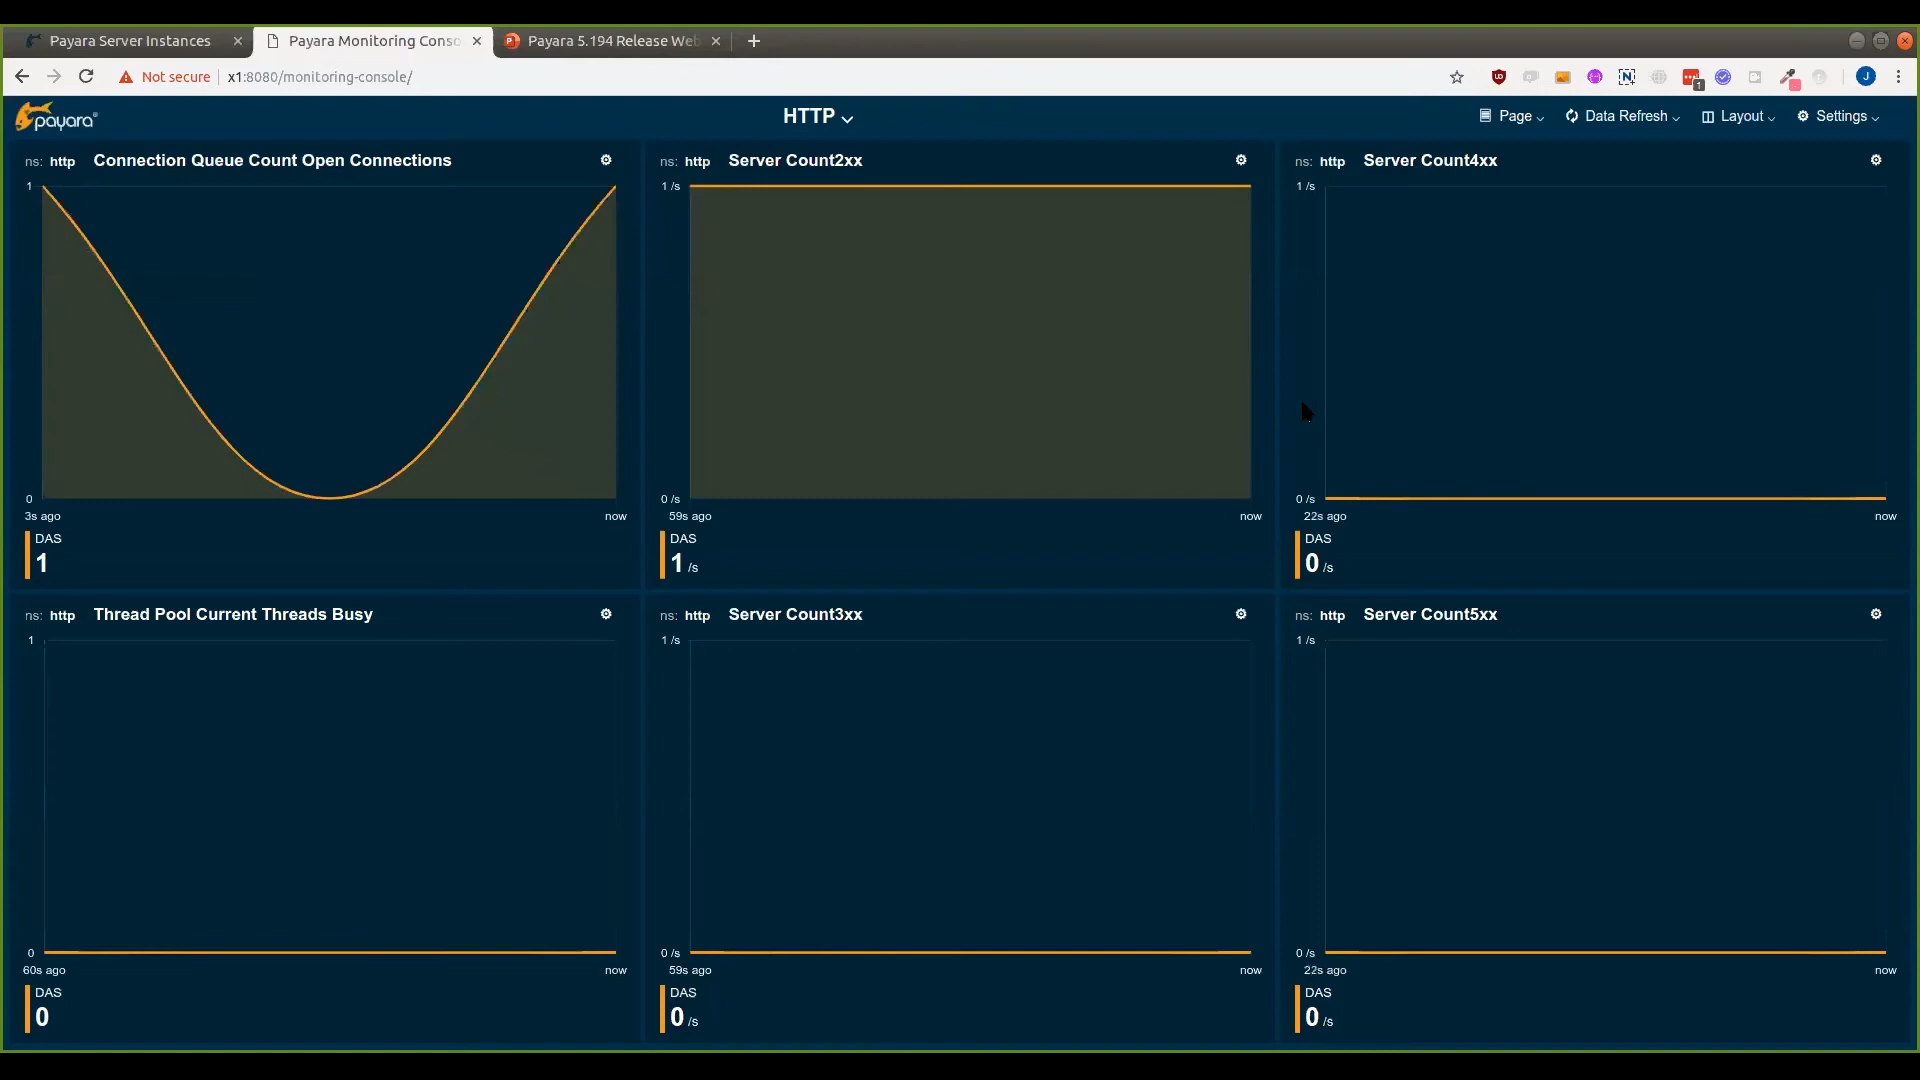 Payara Server Instances
Payara Monitoring Conso
Payara 5.194 Release Web
Not secure x1:8080/monitoring-console/
1
J
payara®
HTTP
Page
Data Refresh
Layout
Settings
ns: http Connection Queue Count Open Connections
1
0
3s ago now
DAS
1
ns: http Server Count2xx
1 /s
0 /s
59s ago now
DAS
1 /s
ns: http Server Count4xx
1 /s
0 /s
22s ago now
DAS
0 /s
ns: http Thread Pool Current Threads Busy
1
0
60s ago now
DAS
0
ns: http Server Count3xx
1 /s
0 /s
59s ago now
DAS
0 /s
ns: http Server Count5xx
1 /s
0 /s
22s ago now
DAS
0 /s